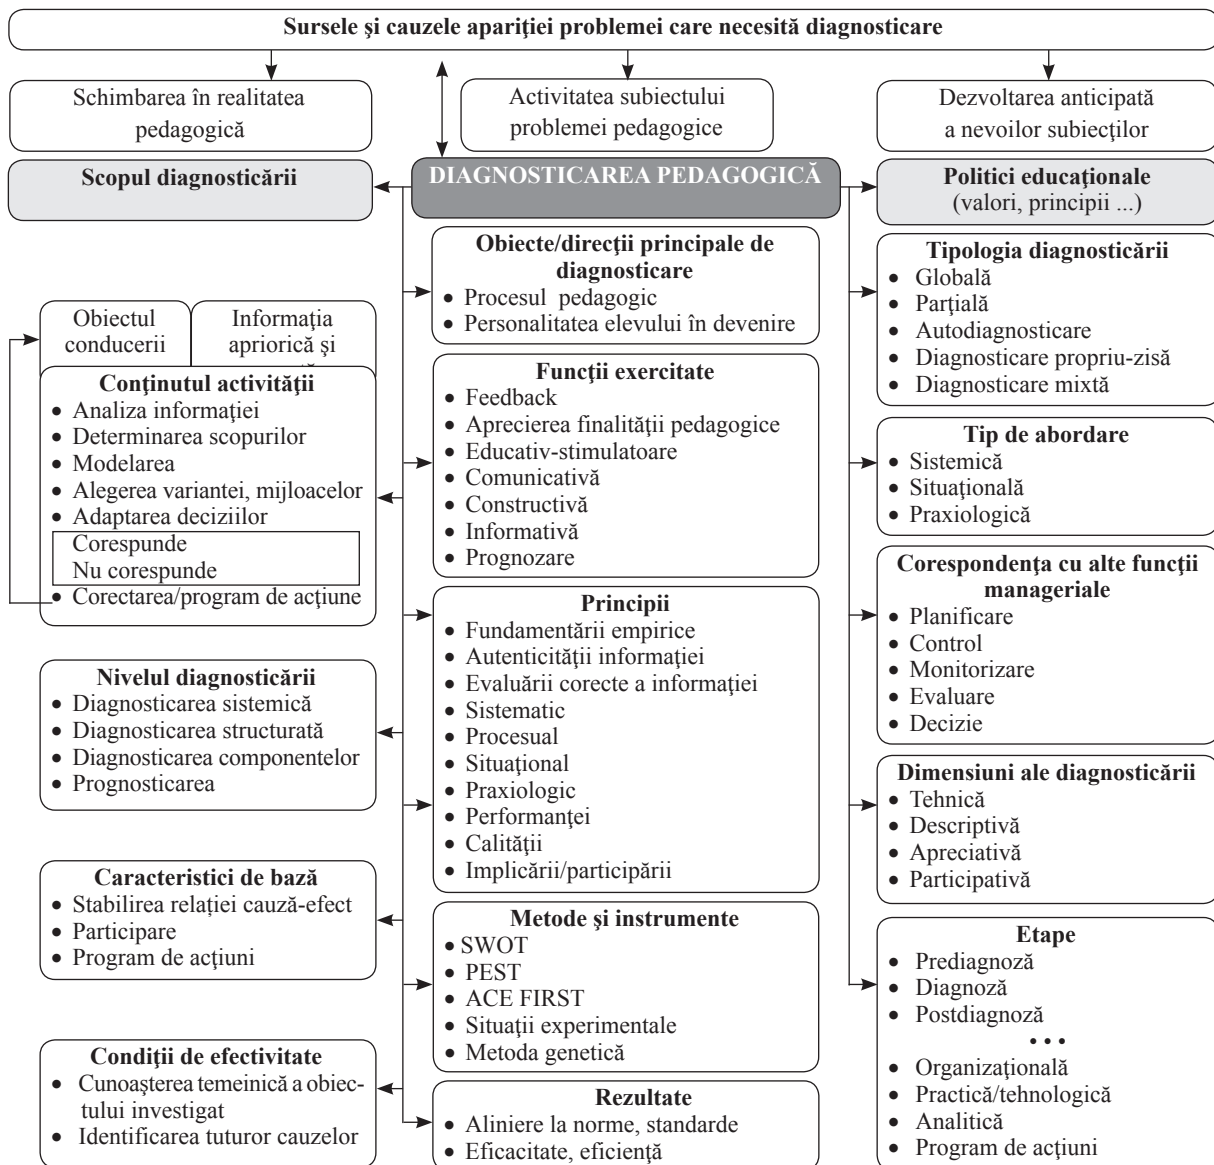 Sursele şi cauzele apariţiei problemei care necesită diagnosticare
Schimbarea în realitatea
pedagogică
Activitatea subiectului
problemei pedagogice
Dezvoltarea anticipată
a nevoilor subiecţilor
Scopul diagnosticării
DIAGNOSTICAREA PEDAGOGICĂ
Politici educaţionale
(valori, principii ...)
Obiectul
conducerii
Informaţia
apriorică şi
Conţinutul activităţii
• Analiza informaţiei
• Determinarea scopurilor
• Modelarea
• Alegerea variantei, mijloacelor
• Adaptarea deciziilor
Corespunde
Nu corespunde
• Corectarea/program de acţiune
Nivelul diagnosticării
• Diagnosticarea sistemică
• Diagnosticarea structurată
• Diagnosticarea componentelor
• Prognosticarea
Caracteristici de bază
• Stabilirea relației cauză-efect
• Participare
• Program de acţiuni
Condiţii de efectivitate
• Cunoaşterea temeinică a obiec-
tului investigat
• Identificarea tuturor cauzelor
Obiecte/direcţii principale de
diagnosticare
• Procesul pedagogic
• Personalitatea elevului în devenire
Funcţii exercitate
• Feedback
• Aprecierea finalităţii pedagogice
• Educativ-stimulatoare
• Comunicativă
• Constructivă
• Informativă
• Prognozare
Principii
• Fundamentării empirice
• Autenticităţii informaţiei
• Evaluării corecte a informaţiei
• Sistematic
• Procesual
• Situaţional
• Praxiologic
• Performanţei
• Calităţii
• Implicării/participării
Metode şi instrumente
• SWOT
• PEST
• ACE FIRST
• Situaţii experimentale
• Metoda genetică
Rezultate
• Aliniere la norme, standarde
• Eficacitate, eficienţă
Tipologia diagnosticării
• Globală
• Parţială
• Autodiagnosticare
• Diagnosticare propriu-zisă
• Diagnosticare mixtă
Tip de abordare
• Sistemică
• Situaţională
• Praxiologică
Corespondenţa cu alte funcţii
manageriale
• Planificare
• Control
• Monitorizare
• Evaluare
• Decizie
Dimensiuni ale diagnosticării
• Tehnică
• Descriptivă
• Apreciativă
• Participativă
Etape
• Prediagnoză
• Diagnoză
• Postdiagnoză
• • •
• Organizaţională
• Practică/tehnologică
• Analitică
• Program de acţiuni